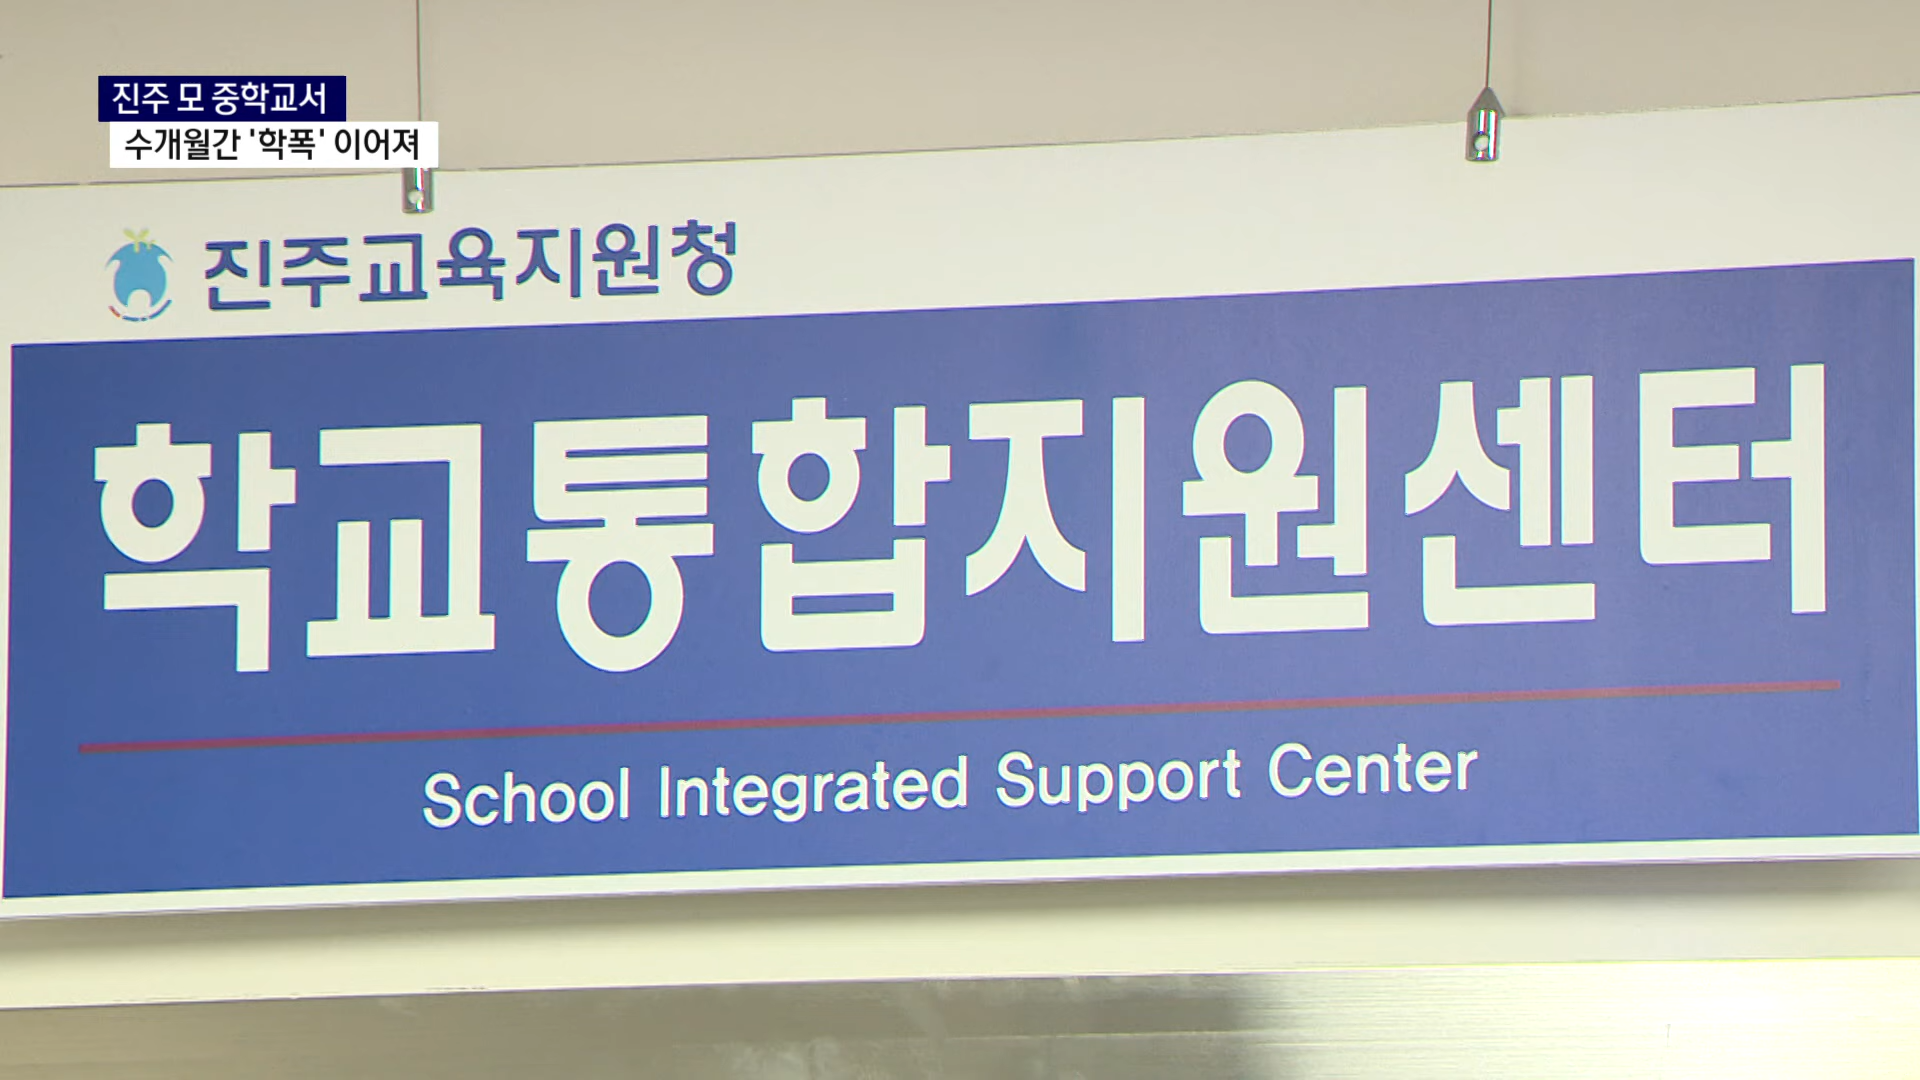 진주 모 중학교서
수개월간 '학폭' 이어져
진주교육지원청
학교통합지원센터
School Integrated Support Center